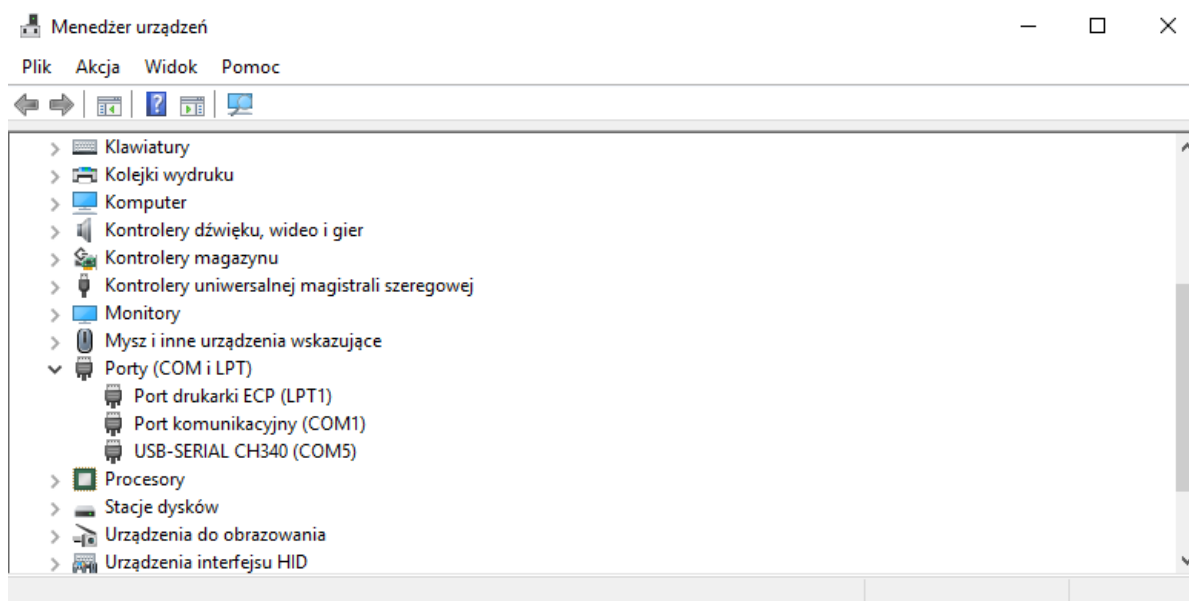 Menedżer urządzeń
Plik Akcja Widok Pomoc
Klawiatury
Kolejki wydruku
Komputer
Kontrolery dźwięku, wideo i gier
Kontrolery magazynu
Kontrolery uniwersalnej magistrali szeregowej
Monitory
Mysz i inne urządzenia wskazujące
Porty (COM i LPT)
Port drukarki ECP (LPT1)
Port komunikacyjny (COM1)
USB-SERIAL CH340 (COM5)
Procesory
Stacje dysków
Urządzenia do obrazowania
Urządzenia interfejsu HID